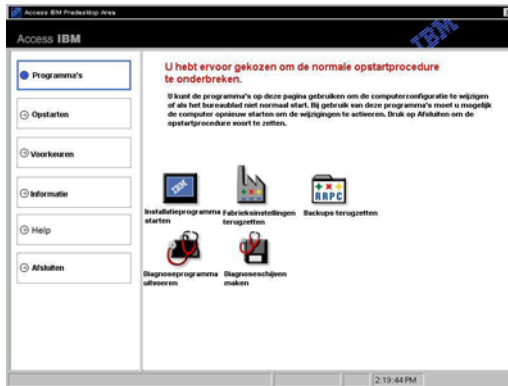 Access IBM Predesktop Area
Access IBM
IBM
Programma's
Opstarten
Voorkeuren
Informatie
Help
Afsluiten
U hebt ervoor gekozen om de normale opstartprocedure
te onderbreken.
U kunt de programma's op deze pagina gebruiken om de computerconfiguratie te wijzigen
of als het bureaublad niet normaal start. Bij gebruik van deze programma's moet u mogelijk
de computer opnieuw starten om de wijzigingen te activeren. Druk op Afsluiten om de
opstartprocedure voort te zetten.
IBM
RRPC
Installatieprogramma
starten
Fabrieksinstellingen
terugzetten
Backups terugzetten
Diagnoseprogramma
uitvoeren
Diagnoseschijven
maken
2:19:44 PM